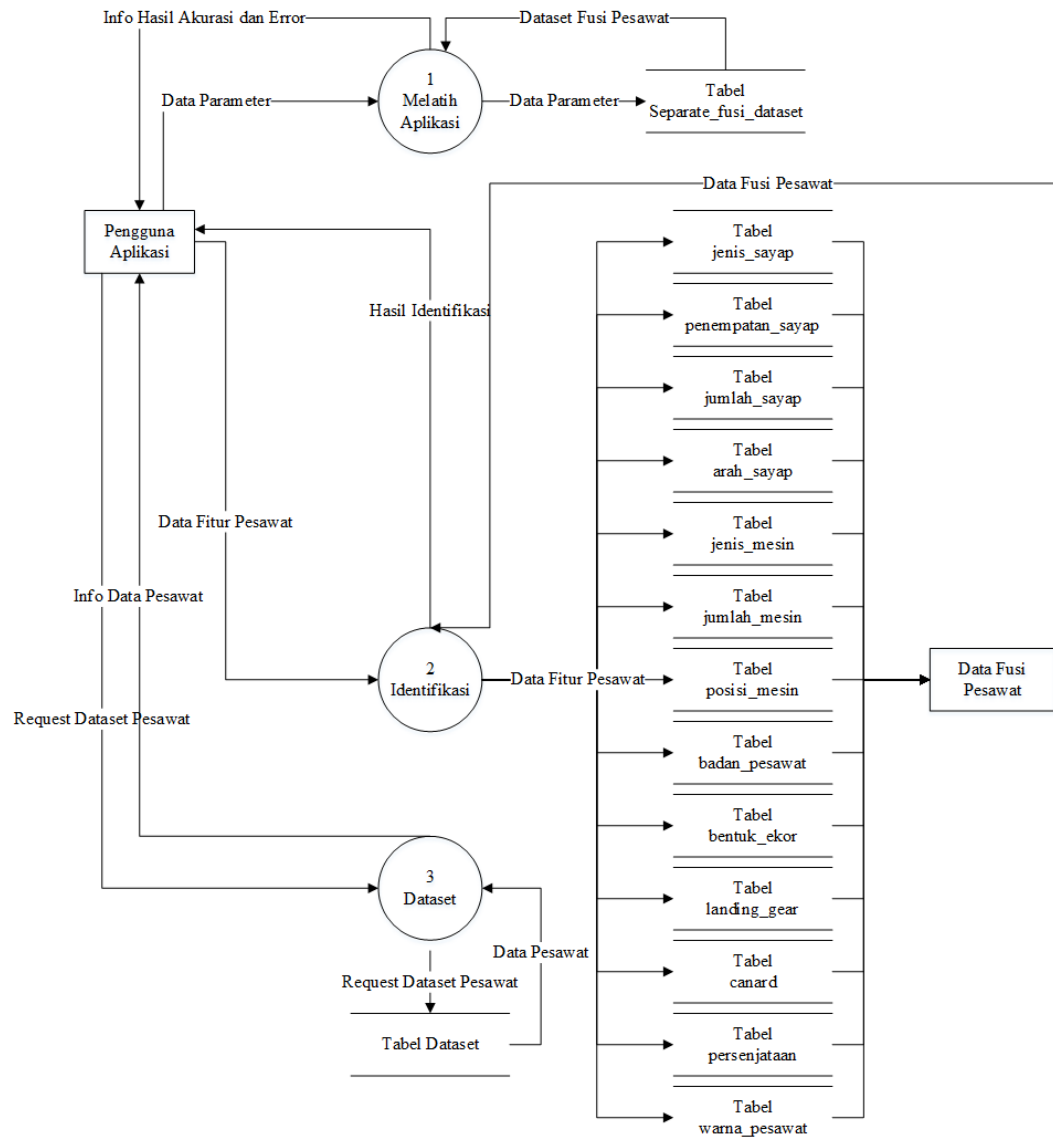 Info Hasil Akurasi dan Error
Dataset Fusi Pesawat
1
Melatih
Aplikasi
Data Parameter
Data Parameter
Tabel
Separate_fusi_dataset
Data Fusi Pesawat
Pengguna
Aplikasi
Tabel
jenis_sayap
Hasil Identifikasi
Tabel
penempatan_sayap
Tabel
jumlah_sayap
Tabel
arah_sayap
Data Fitur Pesawat
Tabel
jenis_mesin
Info Data Pesawat
Tabel
jumlah_mesin
2
Identifikasi
Data Fitur Pesawat
Tabel
posisi_mesin
Data Fusi
Pesawat
Request Dataset Pesawat
Tabel
badan_pesawat
Tabel
bentuk_ekor
3
Dataset
Tabel
landing_gear
Data Pesawat
Tabel
canard
Request Dataset Pesawat
Tabel Dataset
Tabel
persenjataan
Tabel
warna_pesawat